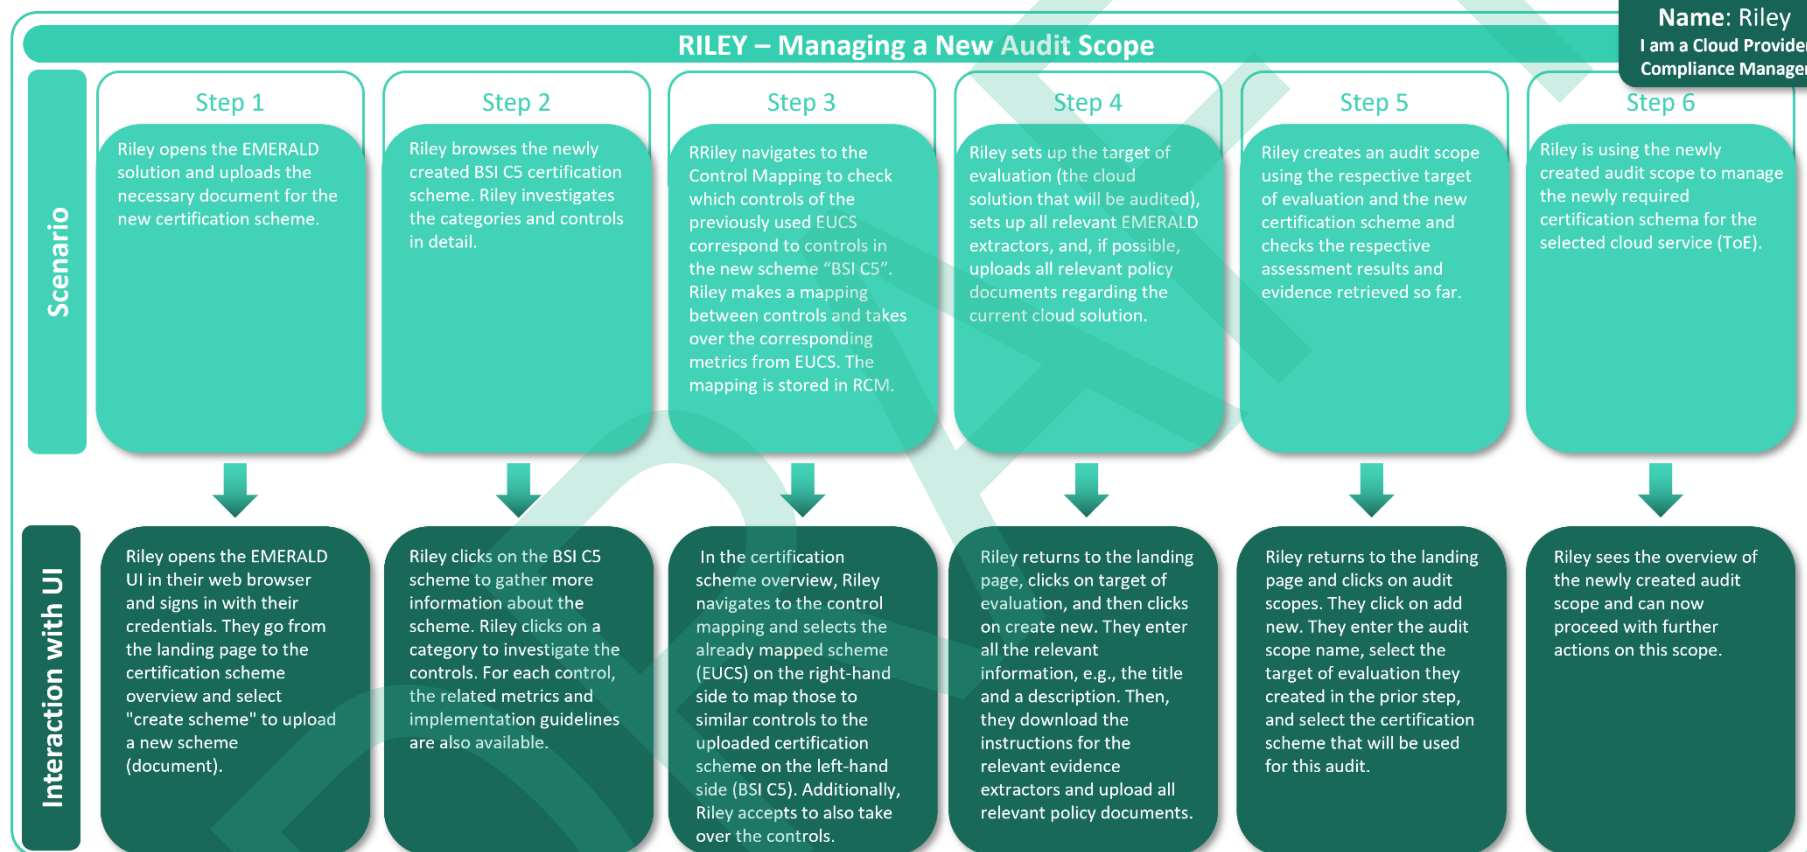 Name: Riley
I am a Cloud Provider
Compliance Manager
RILEY – Managing a New Audit Scope
Scenario
Step 1
Riley opens the EMERALD
solution and uploads the
necessary document for the
new certification scheme.
Step 2
Riley browses the newly
created BSI C5 certification
scheme. Riley investigates
the categories and controls
in detail.
Step 3
RRiley navigates to the
Control Mapping to check
which controls of the
previously used EUCS
correspond to controls in
the new scheme “BSI C5”.
Riley makes a mapping
between controls and takes
over the corresponding
metrics from EUCS. The
mapping is stored in RCM.
Step 4
Riley sets up the target of
evaluation (the cloud
solution that will be audited),
sets up all relevant EMERALD
extractors, and, if possible,
uploads all relevant policy
documents regarding the
current cloud solution.
Step 5
Riley creates an audit scope
using the respective target
of evaluation and the new
certification scheme and
checks the respective
assessment results and
evidence retrieved so far.
Step 6
Riley is using the newly
created audit scope to manage
the newly required
certification schema for the
selected cloud service (ToE).
Interaction with UI
Riley opens the EMERALD
UI in their web browser
and signs in with their
credentials. They go from
the landing page to the
certification scheme
overview and select
"create scheme" to upload
a new scheme
(document).
Riley clicks on the BSI C5
scheme to gather more
information about the
scheme. Riley clicks on a
category to investigate the
controls. For each control,
the related metrics and
implementation guidelines
are also available.
In the certification
scheme overview, Riley
navigates to the control
mapping and selects the
already mapped scheme
(EUCS) on the right-hand
side to map those to
similar controls to the
uploaded certification
scheme on the left-hand
side (BSI C5). Additionally,
Riley accepts to also take
over the controls.
Riley returns to the landing
page, clicks on target of
evaluation, and then clicks
on create new. They enter
all the relevant
information, e.g., the title
and a description. Then,
they download the
instructions for the
relevant evidence
extractors and upload all
relevant policy documents.
Riley returns to the landing
page and clicks on audit
scopes. They click on add
new. They enter the audit
scope name, select the
target of evaluation they
created in the prior step,
and select the certification
scheme that will be used
for this audit.
Riley sees the overview of
the newly created audit
scope and can now
proceed with further
actions on this scope.
DRAFT